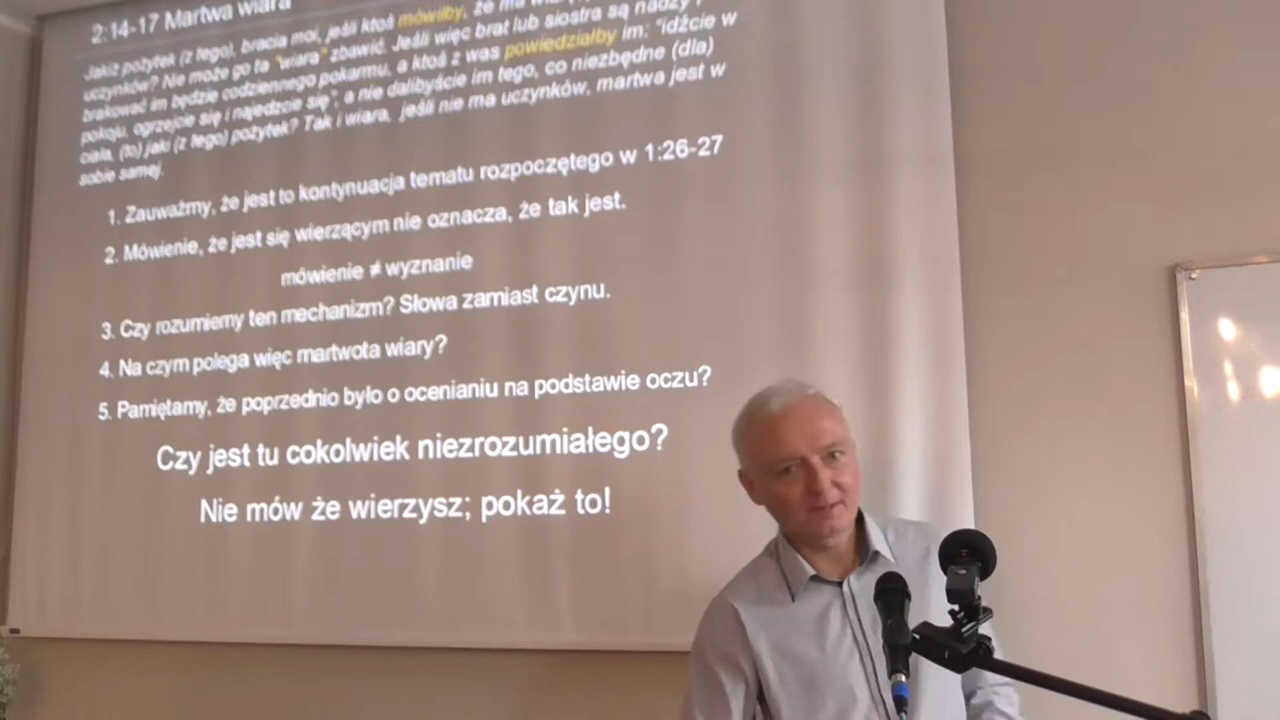 2:14-17 Martwa wiara
Jakiż pożytek (z tego), bracia moi, jeśli ktoś mówiłby, że ma
uczynków? Nie może go ta "wiara" zbawić. Jeśli więc brat lub siostra są nadzy i
brakować im będzie codziennego pokarmu, a ktoś z was powiedziałby im: "idźcie w
pokoju, ogrzejcie się i najedzcie się", a nie dalibyście im tego, co niezbędne (dla)
ciała, (to) jaki (z tego) pożytek? Tak i wiara, jeśli nie ma uczynków, martwa jest w
sobie samej.
1. Zauważmy, że jest to kontynuacja tematu rozpoczętego w 1:26-27
2. Mówienie, że jest się wierzącym nie oznacza, że tak jest.
mówienie ≠ wyznanie
3. Czy rozumiemy ten mechanizm? Słowa zamiast czynu.
4. Na czym polega więc martwota wiary?
5. Pamiętamy, że poprzednio było o ocenianiu na podstawie oczu?
Czy jest tu cokolwiek niezrozumiałego?
Nie mów że wierzysz; pokaż to!